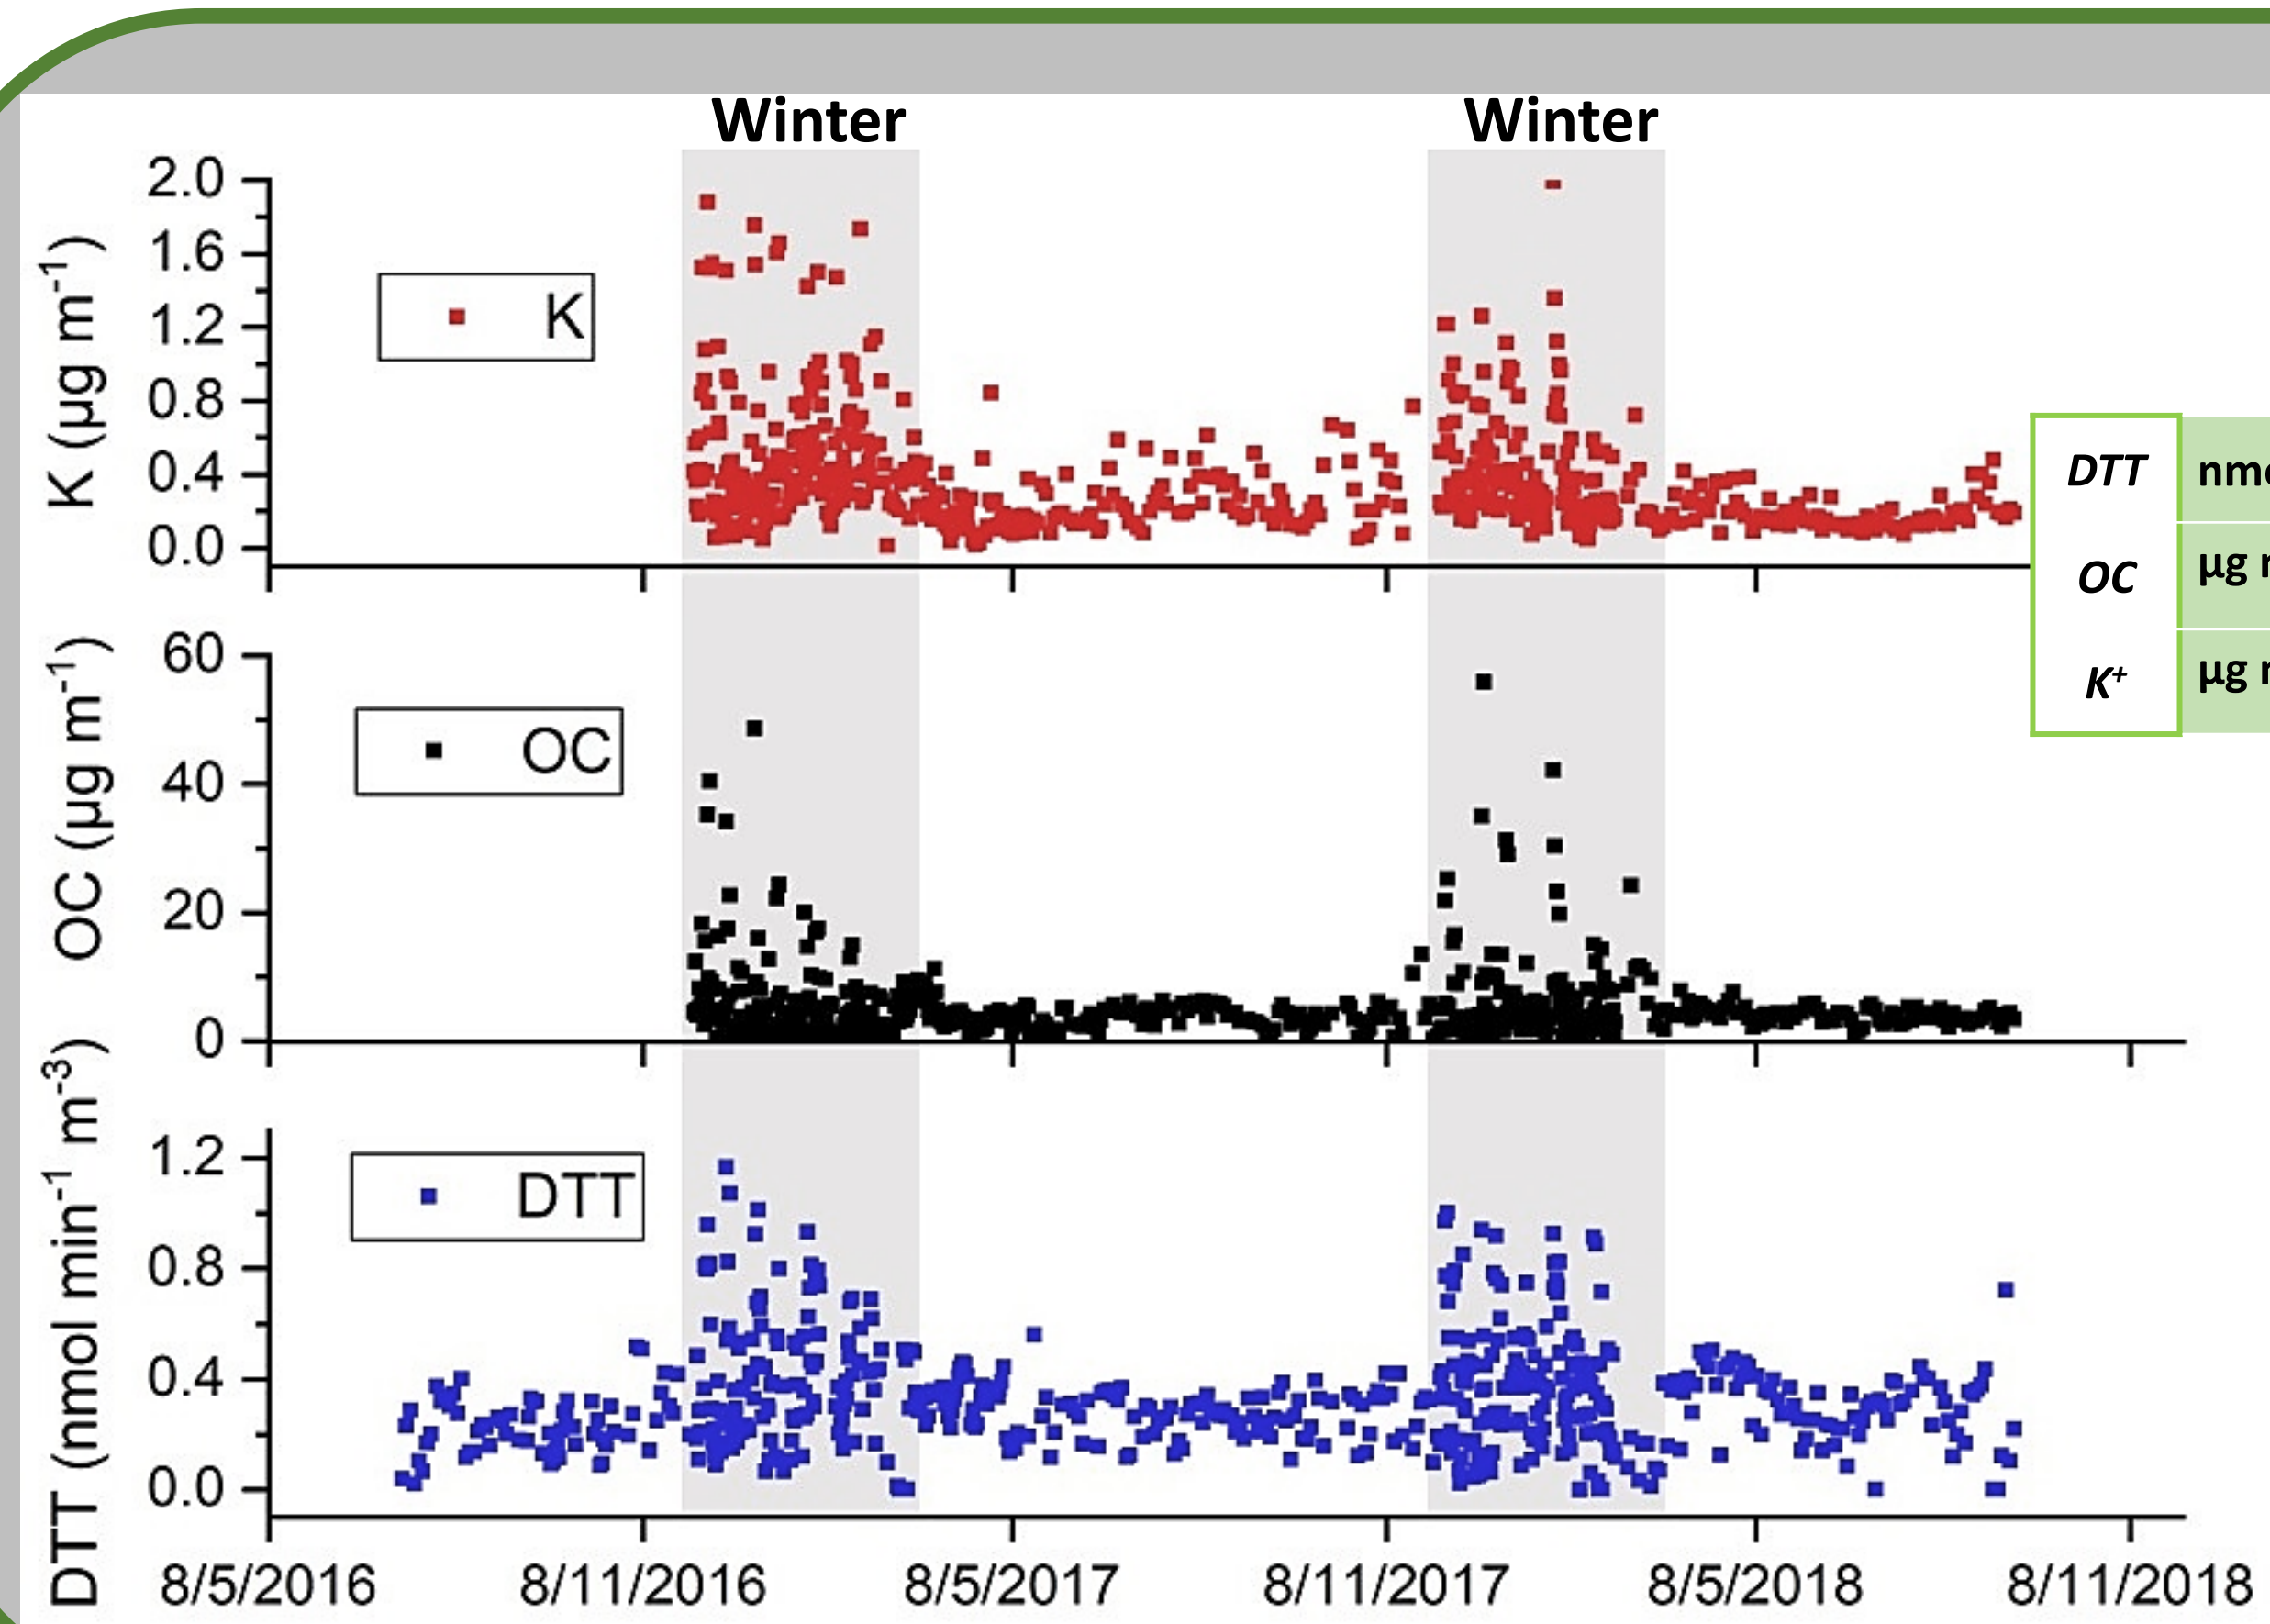 Winter Winter
K (µg m⁻¹)
2.0
1.6
1.2
0.8
0.4
0.0
K
OC (µg m⁻¹)
60
40
20
0
OC
DTT (nmol min⁻¹ m⁻³)
1.2
0.8
0.4
0.0
DTT
8/5/2016 8/11/2016 8/5/2017 8/11/2017 8/5/2018 8/11/2018
DTT
OC µg
K⁺ µg